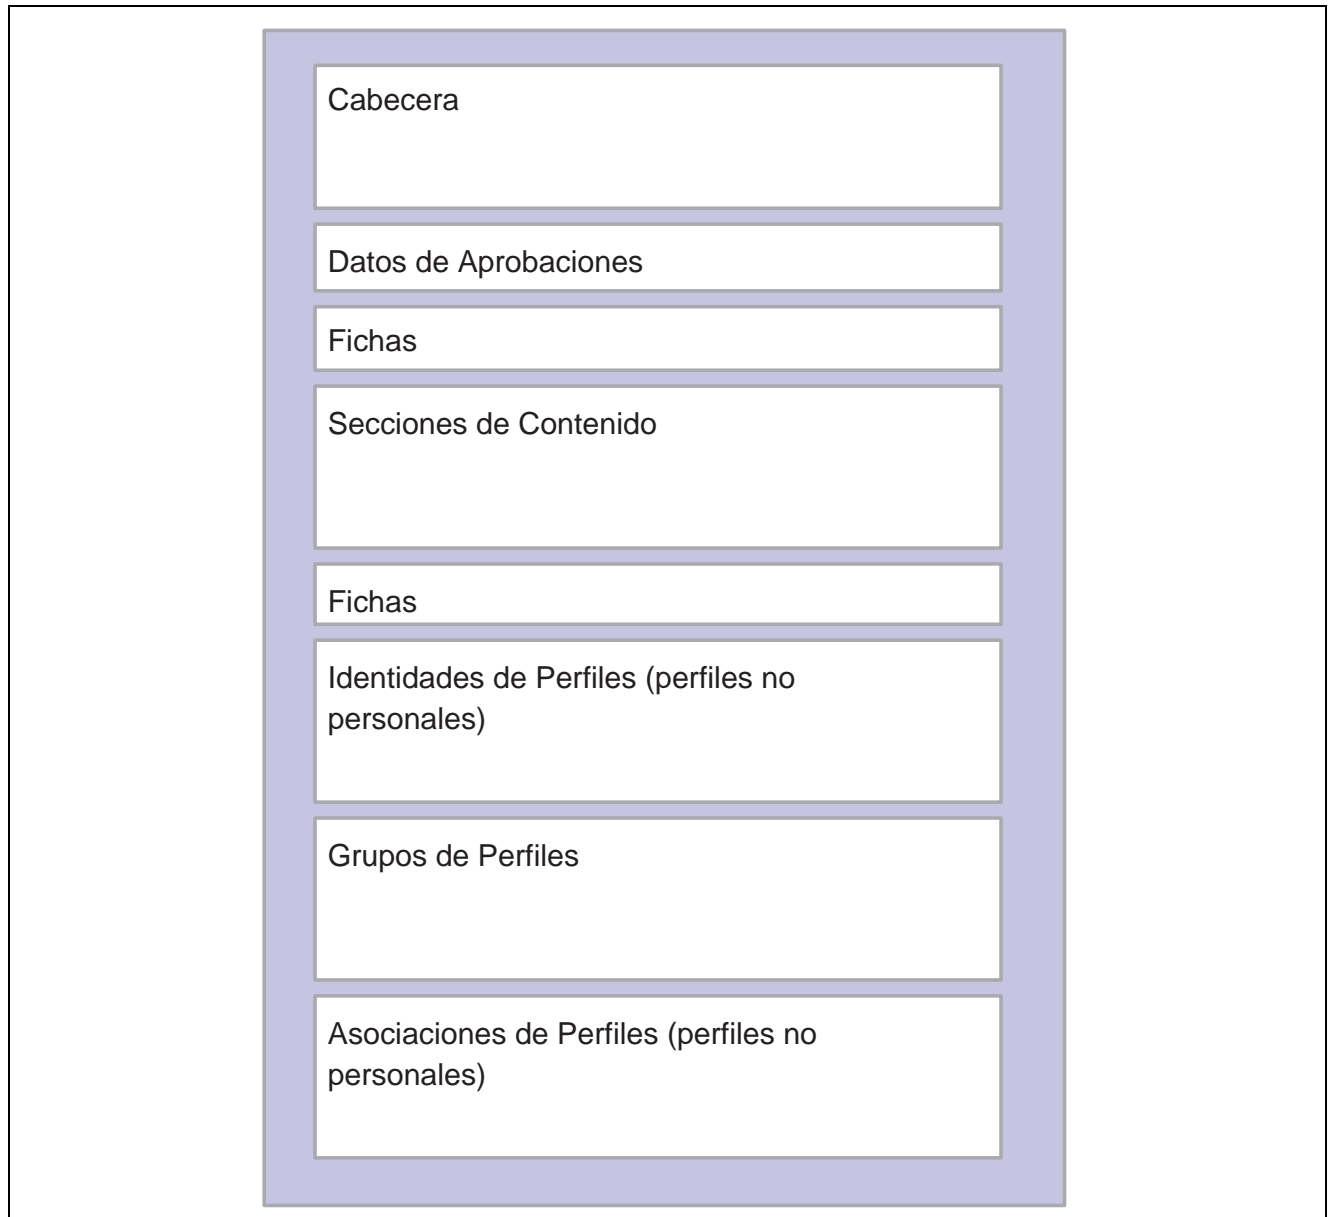 Cabecera
Datos de Aprobaciones
Fichas
Secciones de Contenido
Fichas
Identidades de Perfiles (perfiles no
personales)
Grupos de Perfiles
Asociaciones de Perfiles (perfiles no
personales)